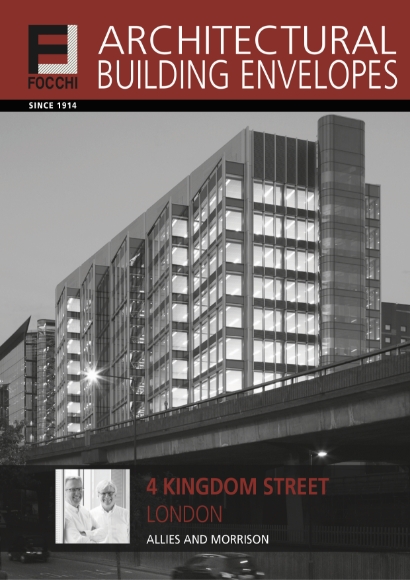 ARCHITECTURAL
BUILDING ENVELOPES
FOCCHI
SINCE 1914
4 KINGDOM STREET
LONDON
ALLIES AND MORRISON